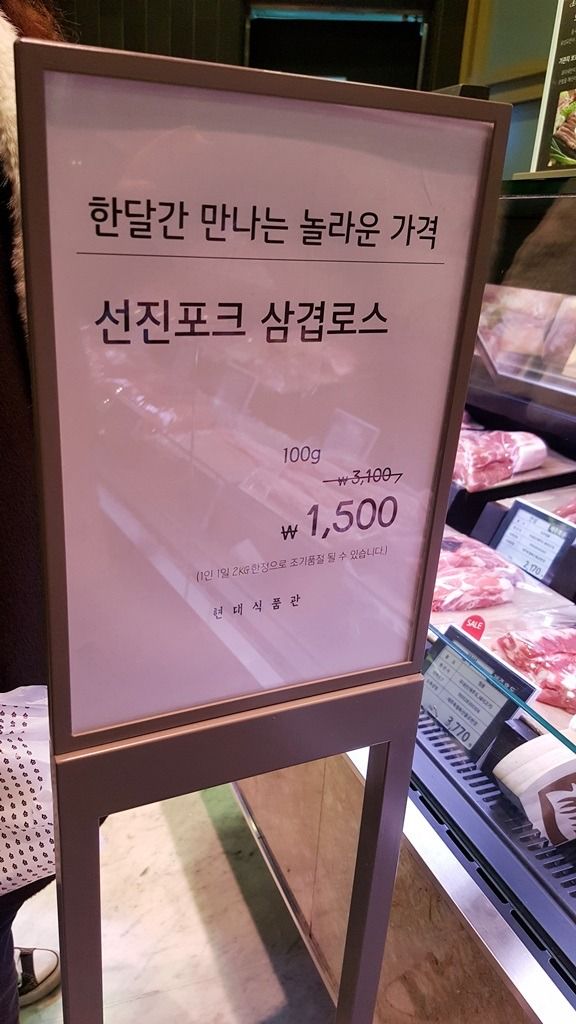 한달간 만나는 놀라운 가격
선진포크 삼겹로스
100g
₩3,100
₩1,500
(1인 1일 2KG 한정으로 조기품절 될 수 있습니다.)
현대식품관
SALE
3,770